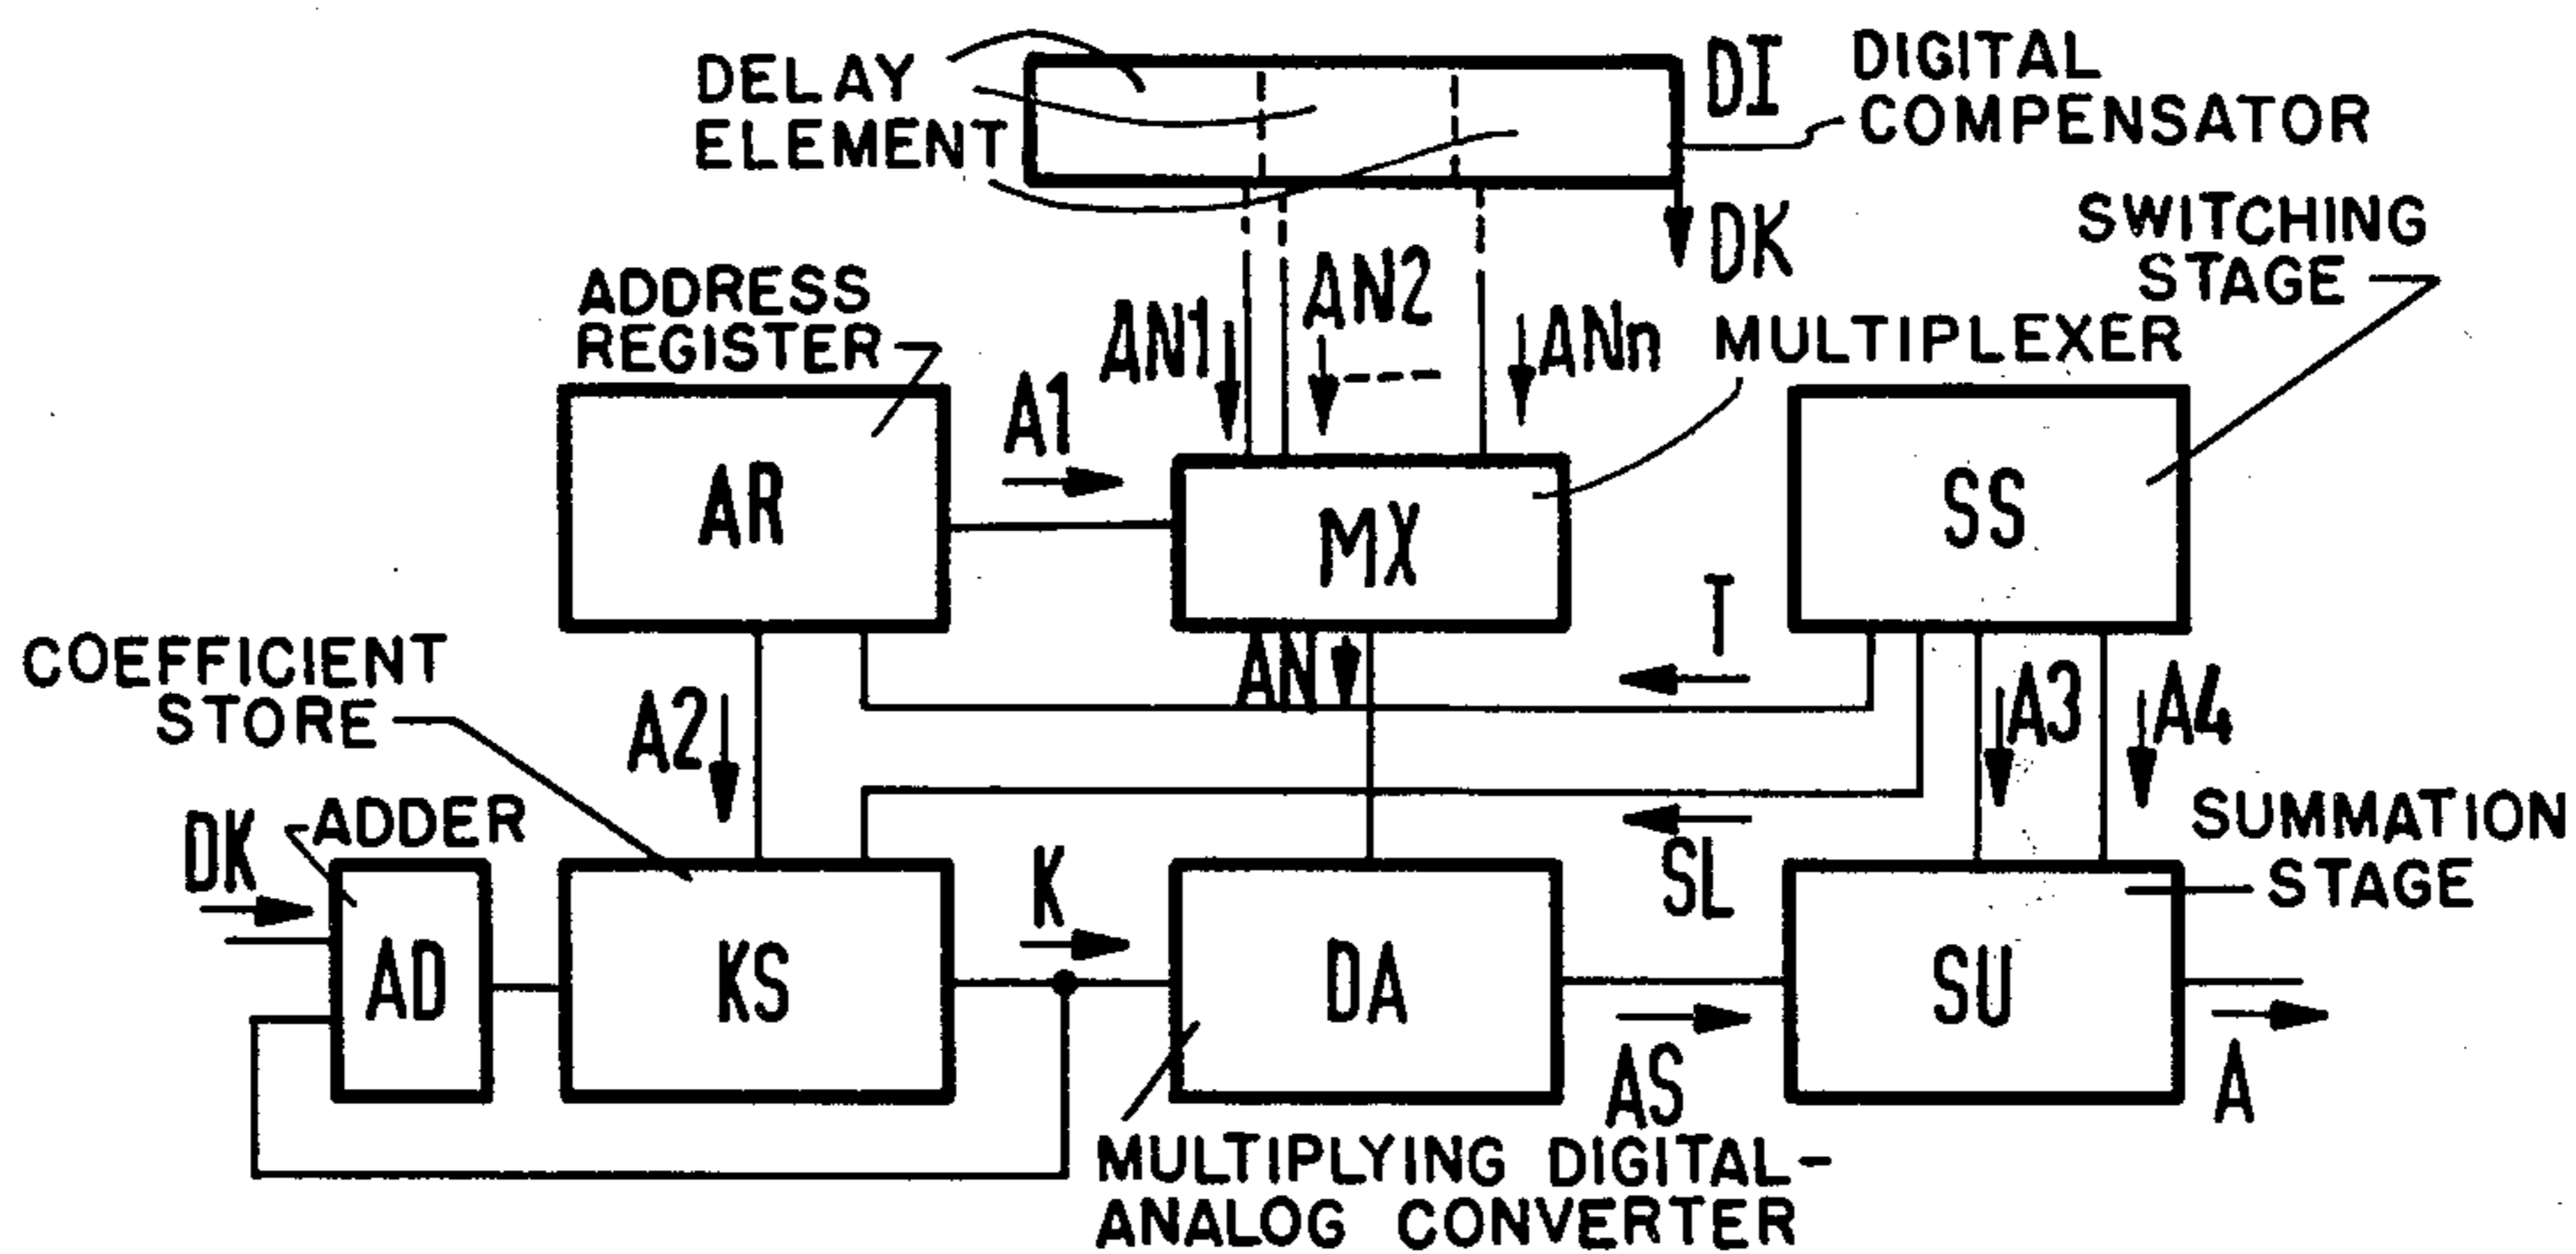 DELAY
ELEMENT
DI
DIGITAL
COMPENSATOR
DK
SWITCHING
STAGE
ADDRESS
REGISTER
A1
AN1
AN2
ANn
MULTIPLEXER
AR
MX
SS
COEFFICIENT
STORE
A2
AN
T
A3
A4
DK
ADDER
K
SL
SUMMATION
STAGE
AD
KS
DA
SU
AS
A
MULTIPLYING DIGITAL-
ANALOG CONVERTER